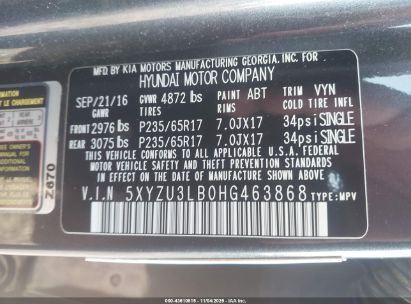 MFD BY KIA MOTORS MANUFACTURING GEORGIA.INC. FOR
HYUNDAI MOTOR COMPANY
SEP/21/16 GVWR 4872 lbs PAINT ABT TRIM VYN
GAWR TIRES RIMS COLD TIRE INFL
FRONT 2976 lbs P235/65R17 7.0JX17 34psi SINGLE
REAR 3075 lbs P235/65R17 7.0JX17 34psi SINGLE
THIS VEHICLE CONFORMS TO ALL APPLICABLE U.S.A. FEDERAL
MOTOR VEHICLE SAFETY AND THEFT PREVENTION STANDARDS
IN EFFECT ON THE DATE OF MANUFACTURE SHOWN ABOVE.
V.I.N 5XYZU3LB0HG463868 TYPE:MPV
LE CHARGEMENT
Z670